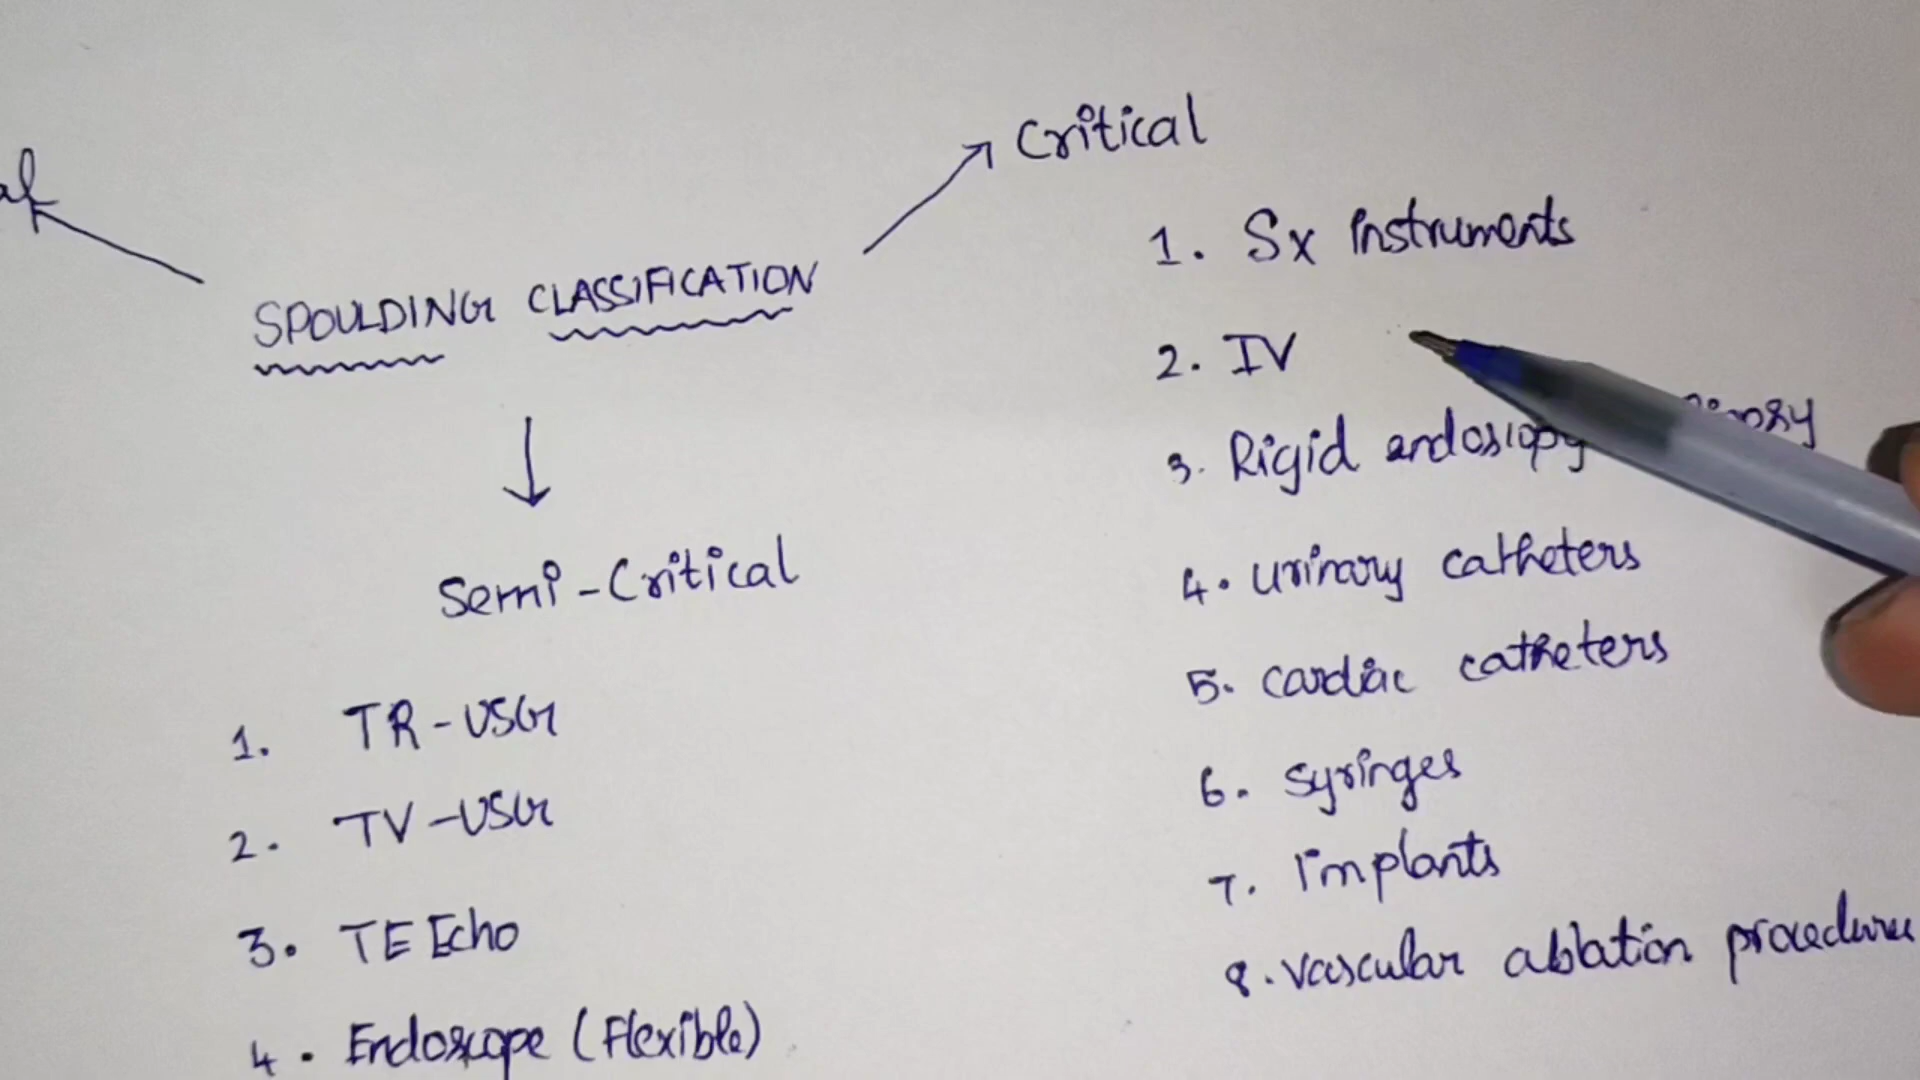 Critical
SPOULDING CLASSIFICATION
1. Sx instruments
2. IV
3. Rigid endoscopy
4. urinary catheters
5. cardiac catheters
6. syringes
7. Implants
8. vascular ablation procedure
Semi-Critical
1. TR-USG
2. TV-USG
3. TE Echo
4. Endoscope (Flexible)